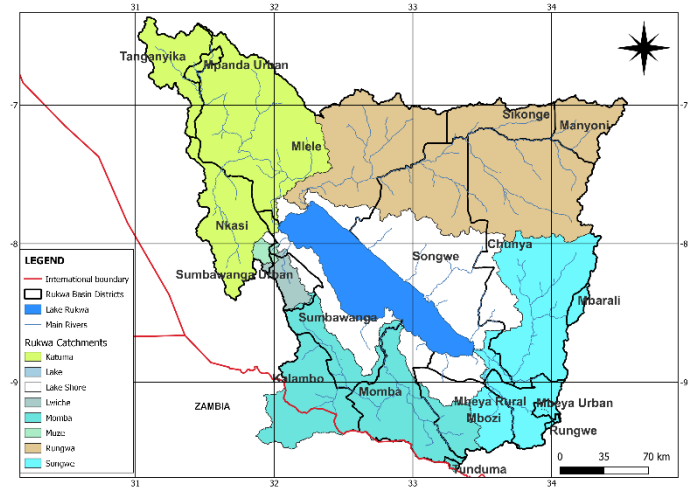 31
32
33
34
Tanganyika
Mpanda Urban
-7
-7
Sikonge
Manyoni
Mlele
Nkasi
-8
-8
Songwe
Chunya
Sumbawanga Urban
Mbarali
Sumbawanga
Kalambo
Momba
-9
-9
Mbeya Rural
Mbeya Urban
Mbozi
Rungwe
ZAMBIA
Tunduma
LEGEND
International boundary
Rukwa Basin Districts
Lake Rukwa
Main Rivers
Rukwa Catchments
Katuma
Lake
Lake Shore
Lwiche
Momba
Muze
Rungwa
Songwe
0 35 70 km
31
32
33
34